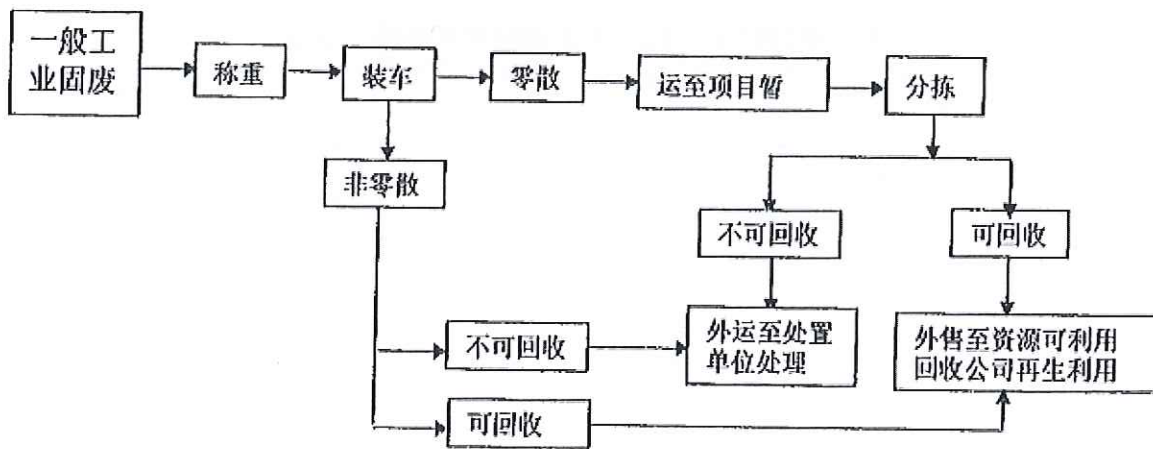 一般工
业固废
称重
装车
零散
运至项目暂
分拣
非零散
不可回收
可回收
不可回收
外运至处置
单位处理
外售至资源可利用
回收公司再生利用
可回收